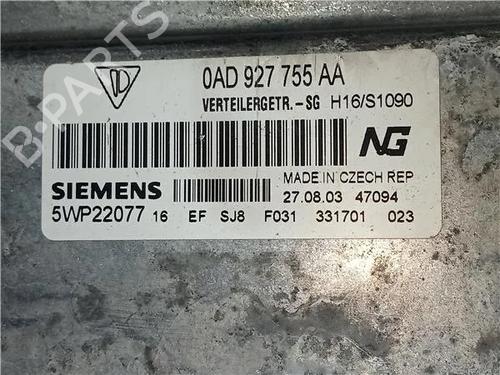 0AD 927 755 AA
VERTEILERGETR.-SG H16/S1090
NG
SIEMENS
MADE IN CZECH REP
27.08.03 47094
5WP22077 16 EF SJ8 F031 331701 023
B-PARTS